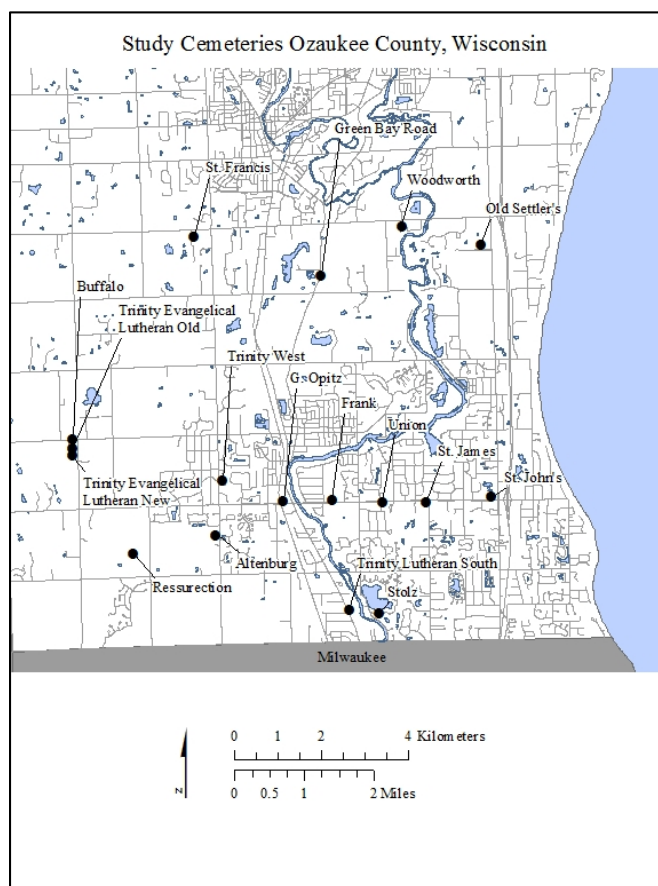 Study Cemeteries Ozaukee County, Wisconsin
Green Bay Road
St. Francis
Woodworth
Old Settler's
Buffalo
Trinity Evangelical
Lutheran Old
Trinity West
G. Opitz
Frank
Union
St. James
St. John's
Trinity Evangelical
Lutheran New
Altenburg
Ressurection
Trinity Lutheran South
Stolz
Milwaukee
0 1 2 4 Kilometers
0 0.5 1 2 Miles
N